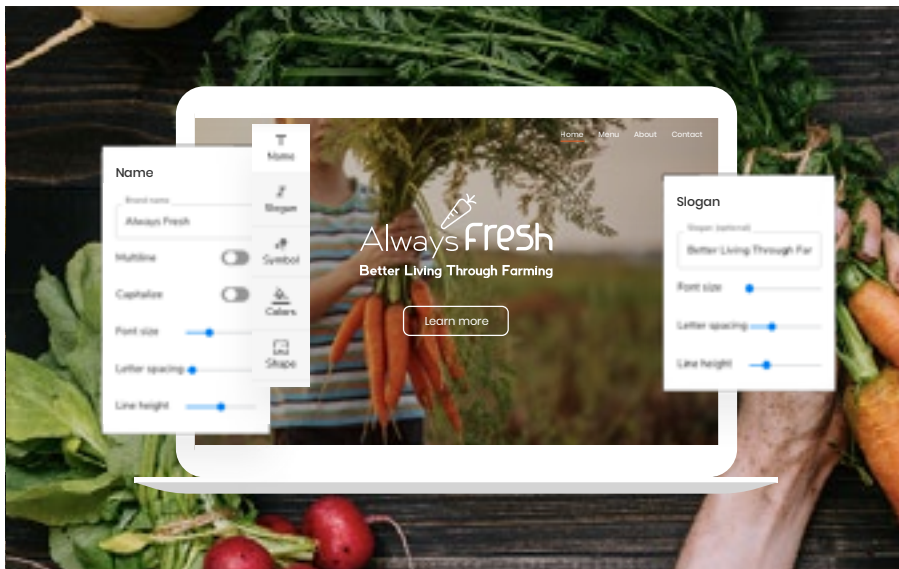 Name
Brand name
Always Fresh
Multiline
Capitalize
Font size
Letter spacing
Line height
Name
Slogan
Symbol
Colors
Shape
Home Menu About Contact
Always Fresh
Better Living Through Farming
Learn more
Slogan
Slogan (optional)
Better Living Through Far
Font size
Letter spacing
Line height